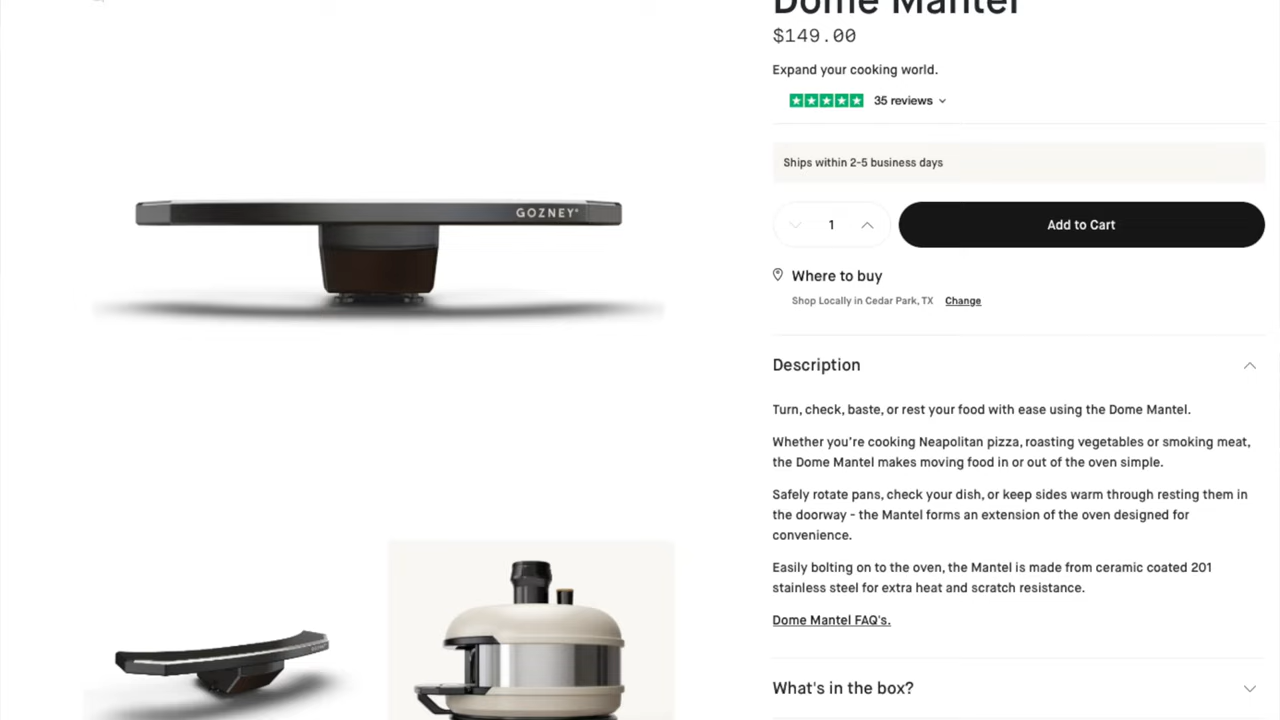 Dome Mantel
$149.00
Expand your cooking world.
35 reviews
Ships within 2-5 business days
1
Add to Cart
GOZNEY
Where to buy
Shop Locally in Cedar Park, TX Change
Description
Turn, check, baste, or rest your food with ease using the Dome Mantel.
Whether you're cooking Neapolitan pizza, roasting vegetables or smoking meat,
the Dome Mantel makes moving food in or out of the oven simple.
Safely rotate pans, check your dish, or keep sides warm through resting them in
the doorway - the Mantel forms an extension of the oven designed for
convenience.
Easily bolting on to the oven, the Mantel is made from ceramic coated 201
stainless steel for extra heat and scratch resistance.
Dome Mantel FAQ's.
What's in the box?